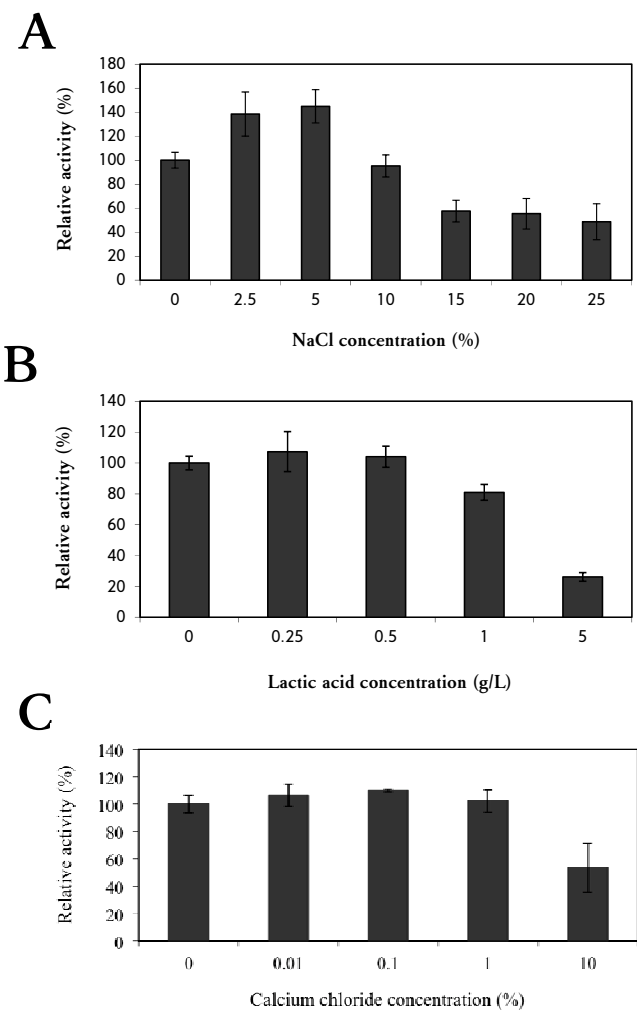 A
180
160
140
120
100
80
60
40
20
0
Relative activity (%)
0 2.5 5 10 15 20 25
NaCl concentration (%)
B
140
120
100
80
60
40
20
0
Relative activity (%)
0 0.25 0.5 1 5
Lactic acid concentration (g/L)
C
140
120
100
80
60
40
20
0
Relative activity (%)
0 0.01 0.1 1 10
Calcium chloride concentration (%)